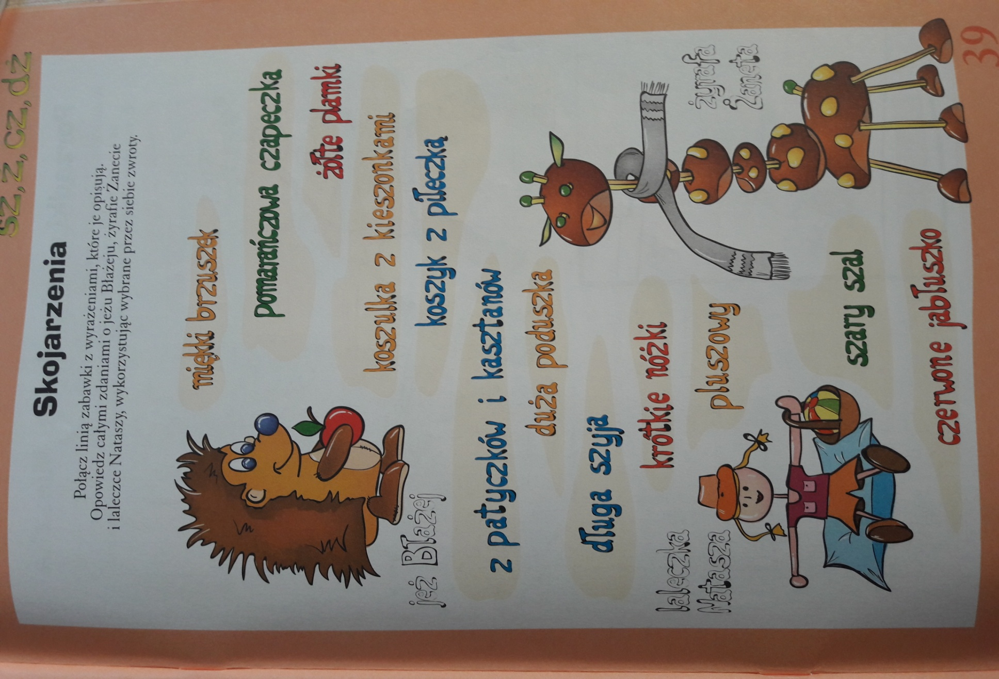 sz, ż, cz, dż
Skojarzenia
Połącz linią zabawki z wyrażeniami, które je opisują.
Opowiedz całymi zdaniami o jeżu Błażeju, żyrafie Żanecie
i laleczce Nataszy, wykorzystując wybrane przez siebie zwroty.
miękki brzuszek
pomarańczowa czapeczka
żółte plamki
koszulka z kieszonkami
jeż Błażej
koszyk z piłeczką
z patyczków i kasztanów
duża poduszka
długa szyja
krótkie nóżki
laleczka
Natasza
pluszowy
żyrafa
Żaneta
szary szal
czerwone jabłuszko
39